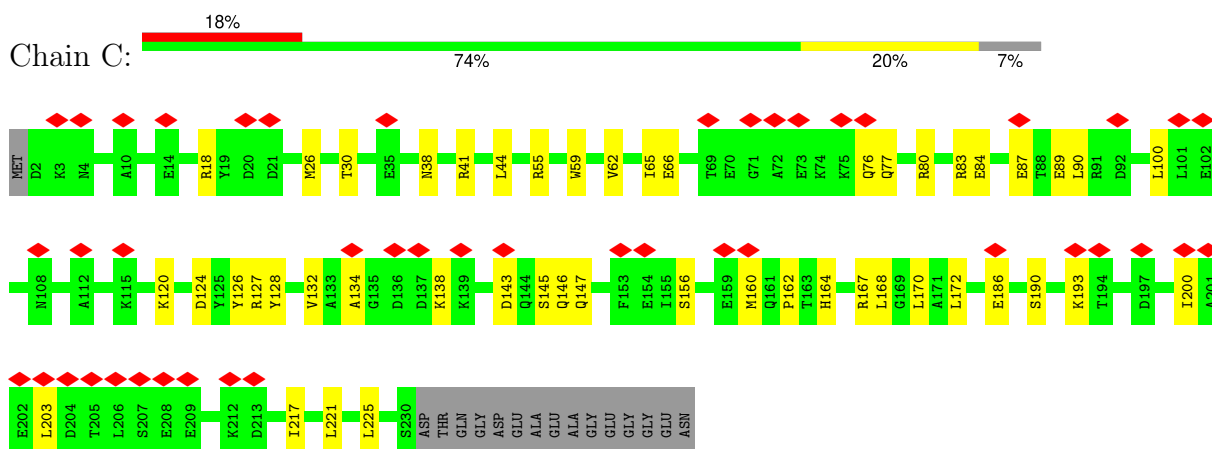 18%
Chain C:
74% 20% 7%
MET D2 K3 N4 A10 E14 R18 Y19 D20 D21 M26 T30 E35 N38 R41 L44 R55 W59 V62 I65 E66 T69 E70 G71 A72 E73 K74 K75 Q76 Q77 R80 R83 E84 E87 T88 E89 L90 R91 D92 L100 L101 E102
N108 A112 K115 K120 D124 Y125 Y126 R127 Y128 V132 A133 A134 G135 D136 D137 K138 K139 D143 Q144 S145 Q146 Q147 F153 E154 I155 S156 E159 M160 Q161 P162 T163 H164 R167 L168 G169 L170 A171 L172 E186 S190 K193 T194 D197 I200 A201
E202 L203 D204 T205 L206 S207 E208 E209 K212 D213 I217 L221 L225 S230 ASP THR GLN GLY ASP GLU ALA GLU GLU ALA GLY GLU GLU GLY GLY GLU ASN